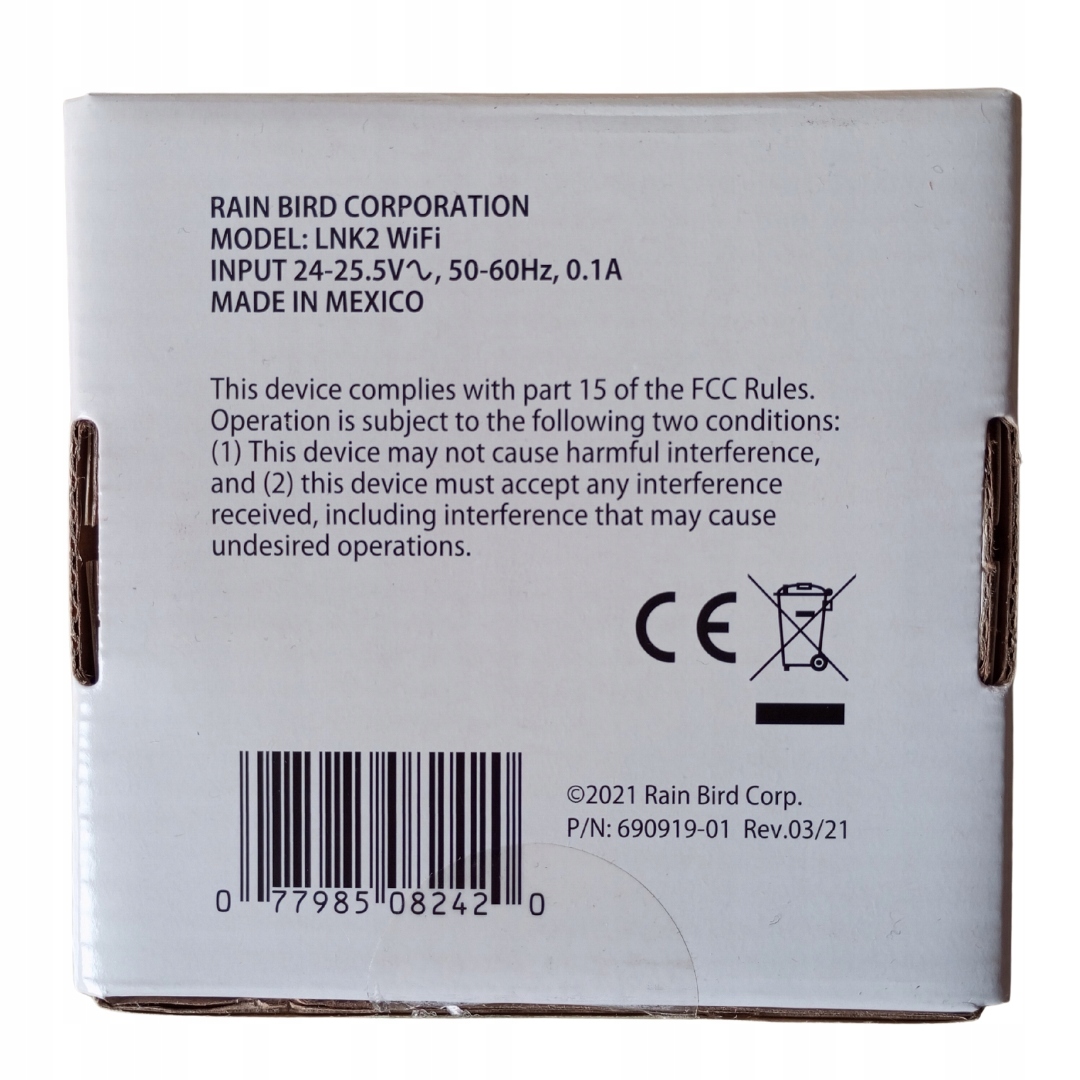 RAIN BIRD CORPORATION
MODEL: LNK2 WiFi
INPUT 24-25.5V∿, 50-60Hz, 0.1A
MADE IN MEXICO
This device complies with part 15 of the FCC Rules.
Operation is subject to the following two conditions:
(1) This device may not cause harmful interference,
and (2) this device must accept any interference
received, including interference that may cause
undesired operations.
CE
©2021 Rain Bird Corp.
P/N: 690919-01 Rev.03/21
0 77985 08242 0